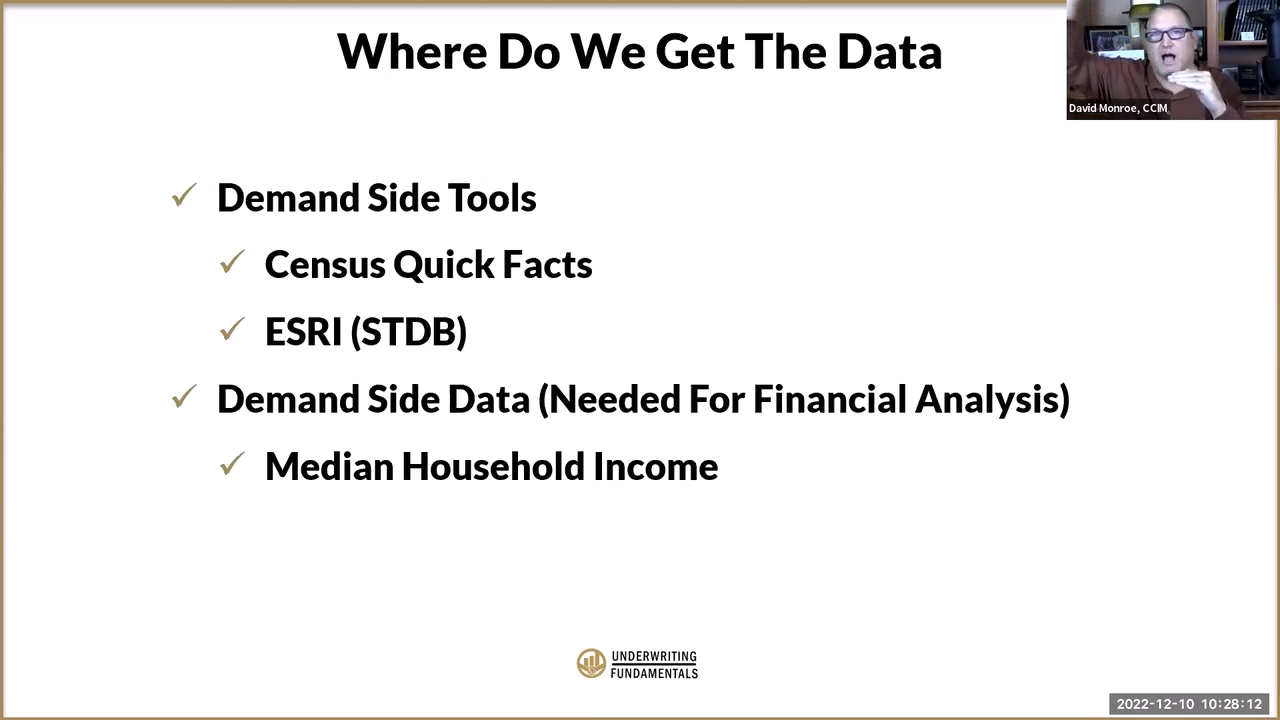 Where Do We Get The Data
David Monroe, CCIM
✓ Demand Side Tools
✓ Census Quick Facts
✓ ESRI (STDB)
✓ Demand Side Data (Needed For Financial Analysis)
✓ Median Household Income
UNDERWRITING
FUNDAMENTALS
2022-12-10 10:28:12